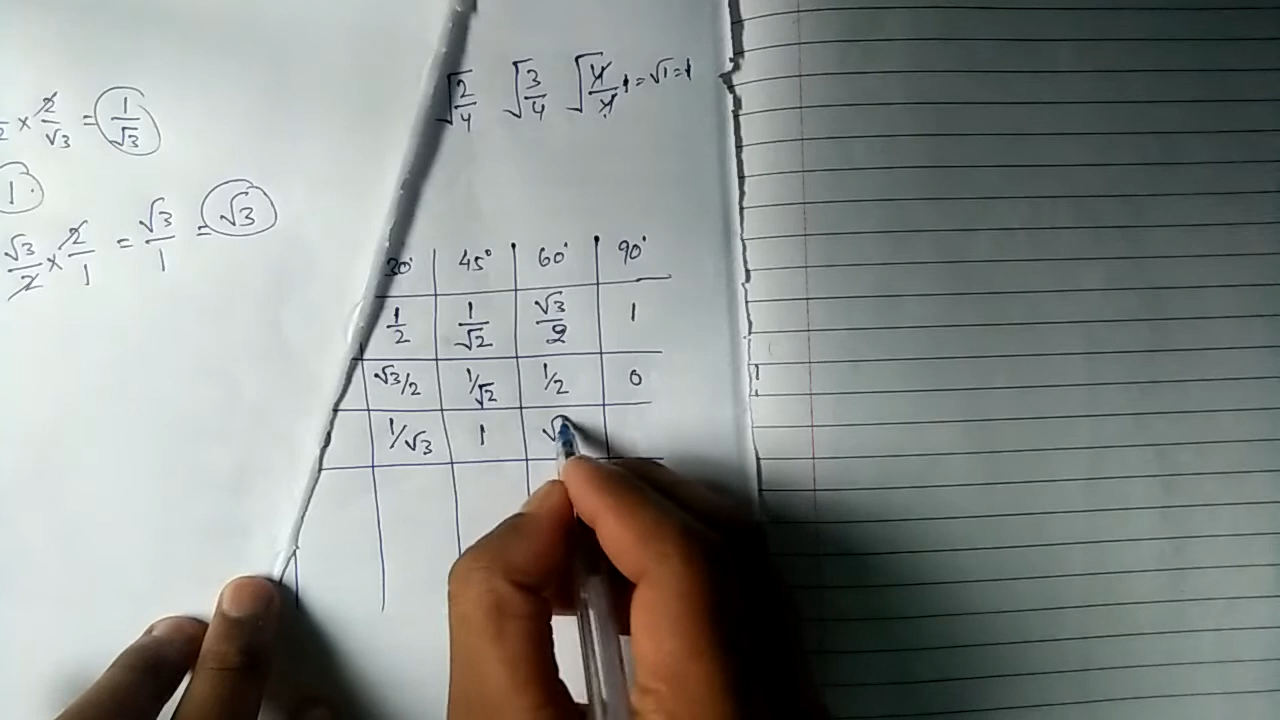 2 × 2/√3 = 1/√3
1.
√3/2 × 2/1 = √3/1 = √3
√2/4 √3/4 √4/4 1 = √1 = 1
30° 45° 60° 90°
1/2 1/√2 √3/2 1
√3/2 1/√2 1/2 0
1/√3 1 √